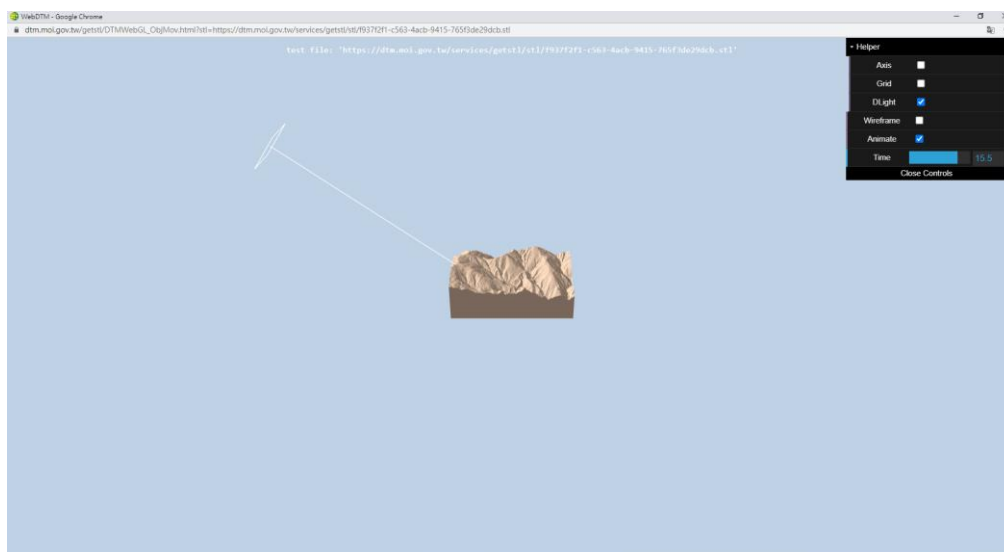 WebDTM - Google Chrome
dtm.moi.gov.tw/getstl/DTMWebGL_ObjMov.html?stl=https://dtm.moi.gov.tw/services/getstl/stl/f937f2f1-c563-4acb-9415-765f3de29dcb.stl
test file: 'https://dtm.moi.gov.tw/services/getstl/stl/f937f2f1-c563-4acb-9415-765f3de29dcb.stl'
Helper
Axis
Grid
DLight
Wireframe
Animate
Time 15.5
Close Controls